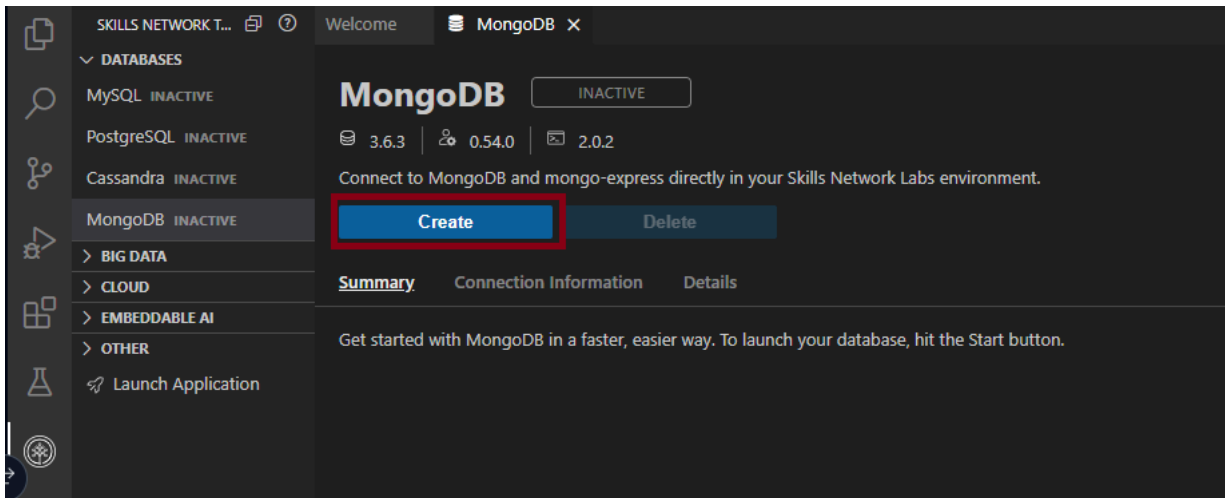 SKILLS NETWORK T...
DATABASES
MySQL INACTIVE
PostgreSQL INACTIVE
Cassandra INACTIVE
MongoDB INACTIVE
BIG DATA
CLOUD
EMBEDDABLE AI
OTHER
Launch Application
Welcome MongoDB
MongoDB INACTIVE
3.6.3 0.54.0 2.0.2
Connect to MongoDB and mongo-express directly in your Skills Network Labs environment.
Create Delete
Summary Connection Information Details
Get started with MongoDB in a faster, easier way. To launch your database, hit the Start button.